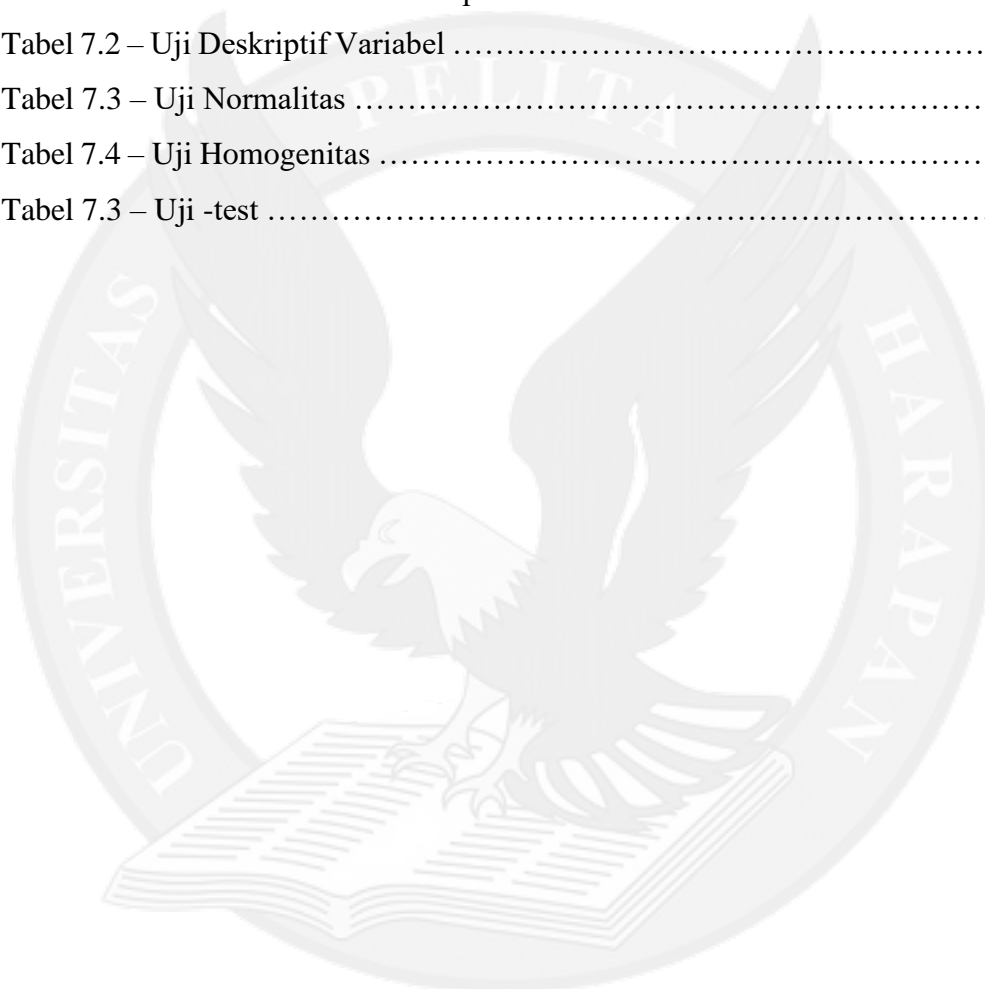 Tabel 7.2 – Uji Deskriptif Variabel ……………………………………………………
Tabel 7.3 – Uji Normalitas ………………………………………………………………
Tabel 7.4 – Uji Homogenitas …………………………………….……………
Tabel 7.3 – Uji -test ……………………………………………………………………
UNIVERSITAS PELITA HARAPAN